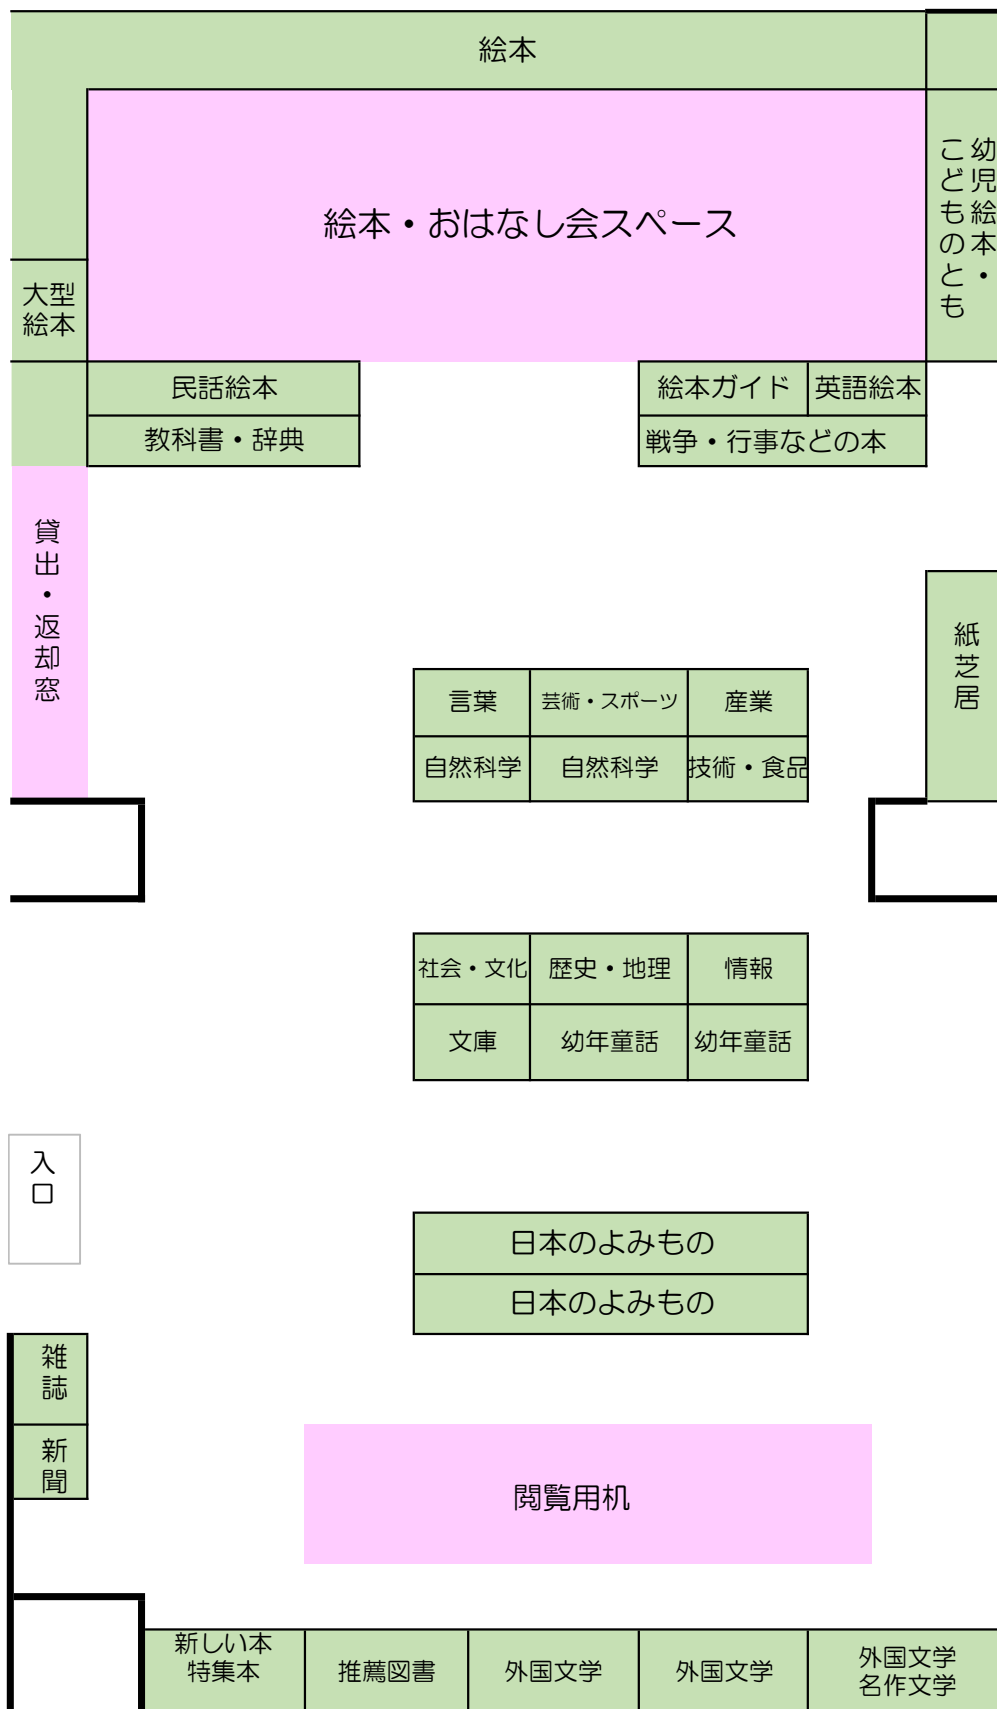 絵本
幼児絵本・
こどものとも
絵本・おはなし会スペース
大型
絵本
民話絵本
絵本ガイド
英語絵本
教科書・辞典
戦争・行事などの本
貸出・返却窓
紙芝居
言葉
芸術・スポーツ
産業
自然科学
自然科学
技術・食品
社会・文化
歴史・地理
情報
文庫
幼年童話
幼年童話
入口
日本のよみもの
日本のよみもの
雑誌
新聞
閲覧用机
新しい本
特集本
推薦図書
外国文学
外国文学
外国文学
名作文学